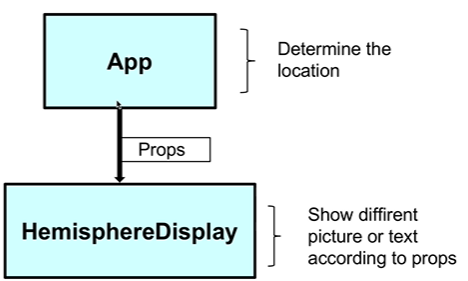 App
Determine the
location
Props
HemisphereDisplay
Show diffirent
picture or text
according to props